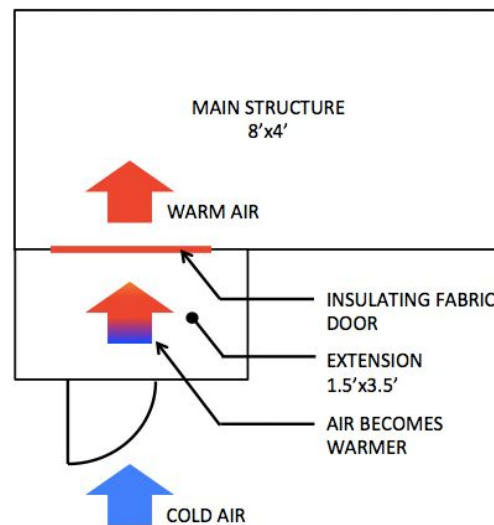 MAIN STRUCTURE
8’x4’
WARM AIR
INSULATING FABRIC
DOOR
EXTENSION
1.5’x3.5’
AIR BECOMES
WARMER
COLD AIR